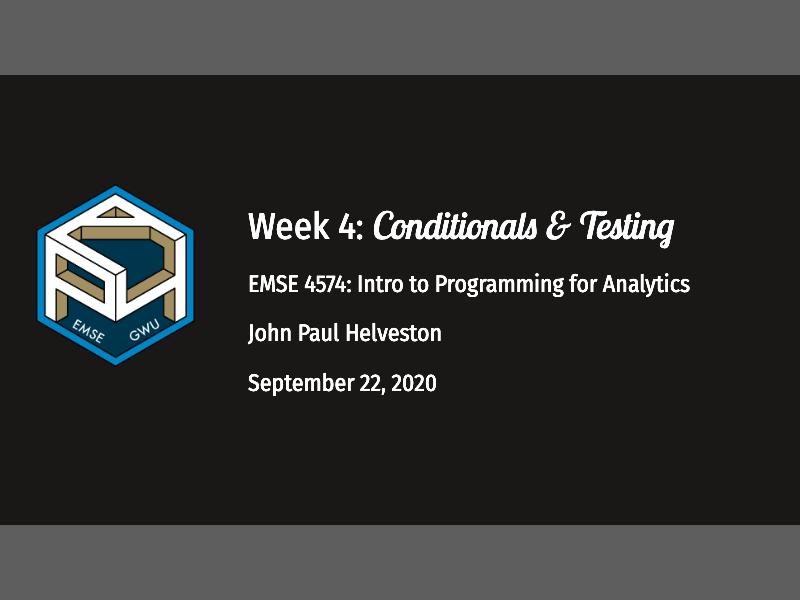 Week 4: Conditionals & Testing
EMSE 4574: Intro to Programming for Analytics
John Paul Helveston
September 22, 2020
EMSE GWU